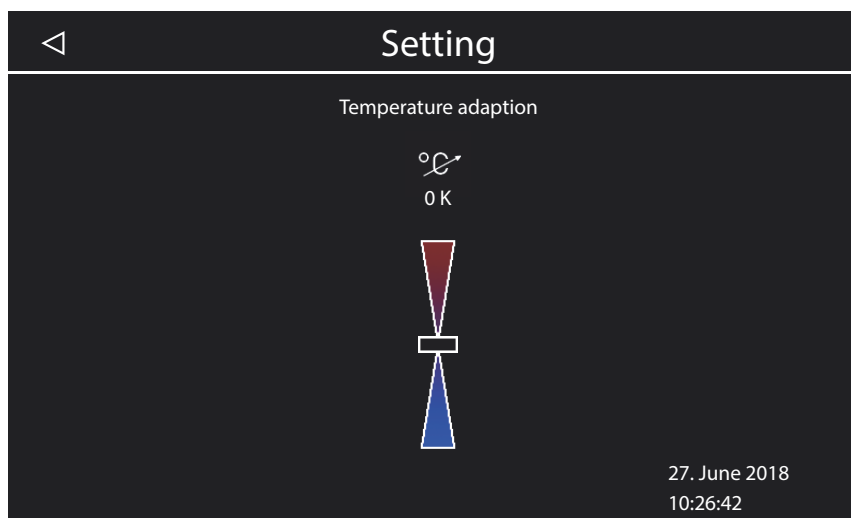 Setting
Temperature adaption
°C
0 K
27. June 2018
10:26:42